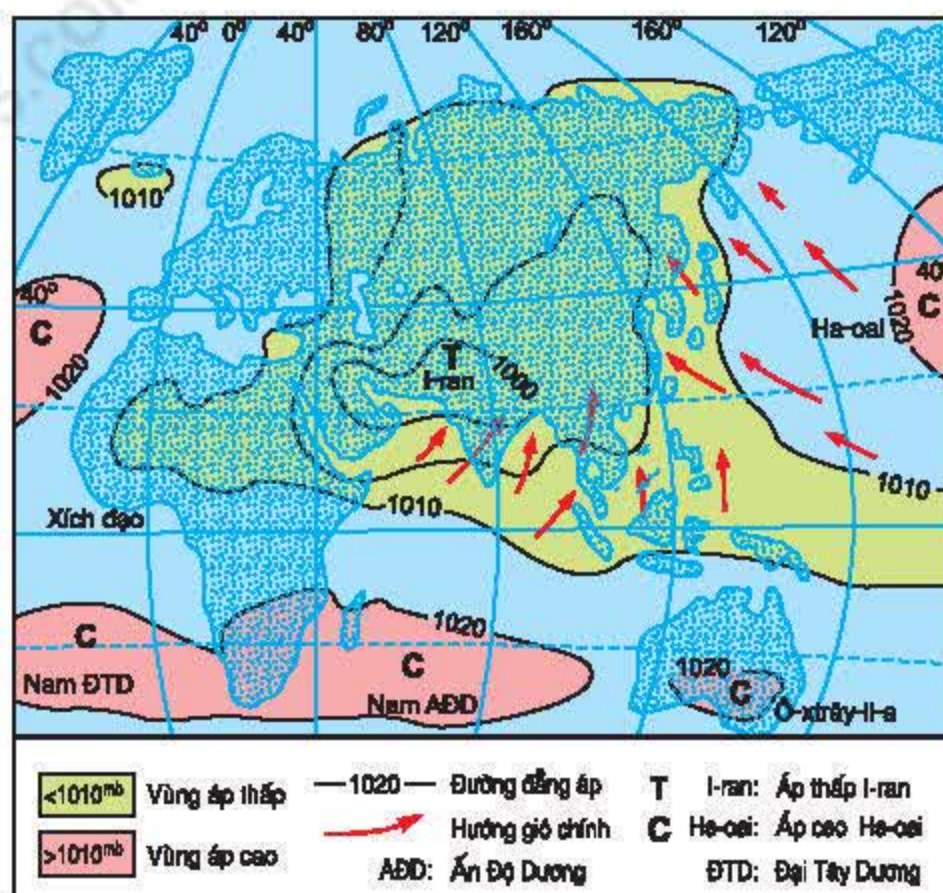 40° 0° 40° 80° 120° 160° 160° 120°
1010
40°
C
1020
40°
C
1020
Ha-oai
T
I-ran
1000
1010
1010
Xích đạo
C
Nam ĐTD
1020
C
Nam AĐD
1020
C
Ô-xtrây-li-a
<1010mb Vùng áp thấp
1020 Đường đẳng áp
T I-ran: Áp thấp I-ran
>1010mb Vùng áp cao
Hướng gió chính
C Ha-oai: Áp cao Ha-oai
AĐD: Ấn Độ Dương
ĐTD: Đại Tây Dương